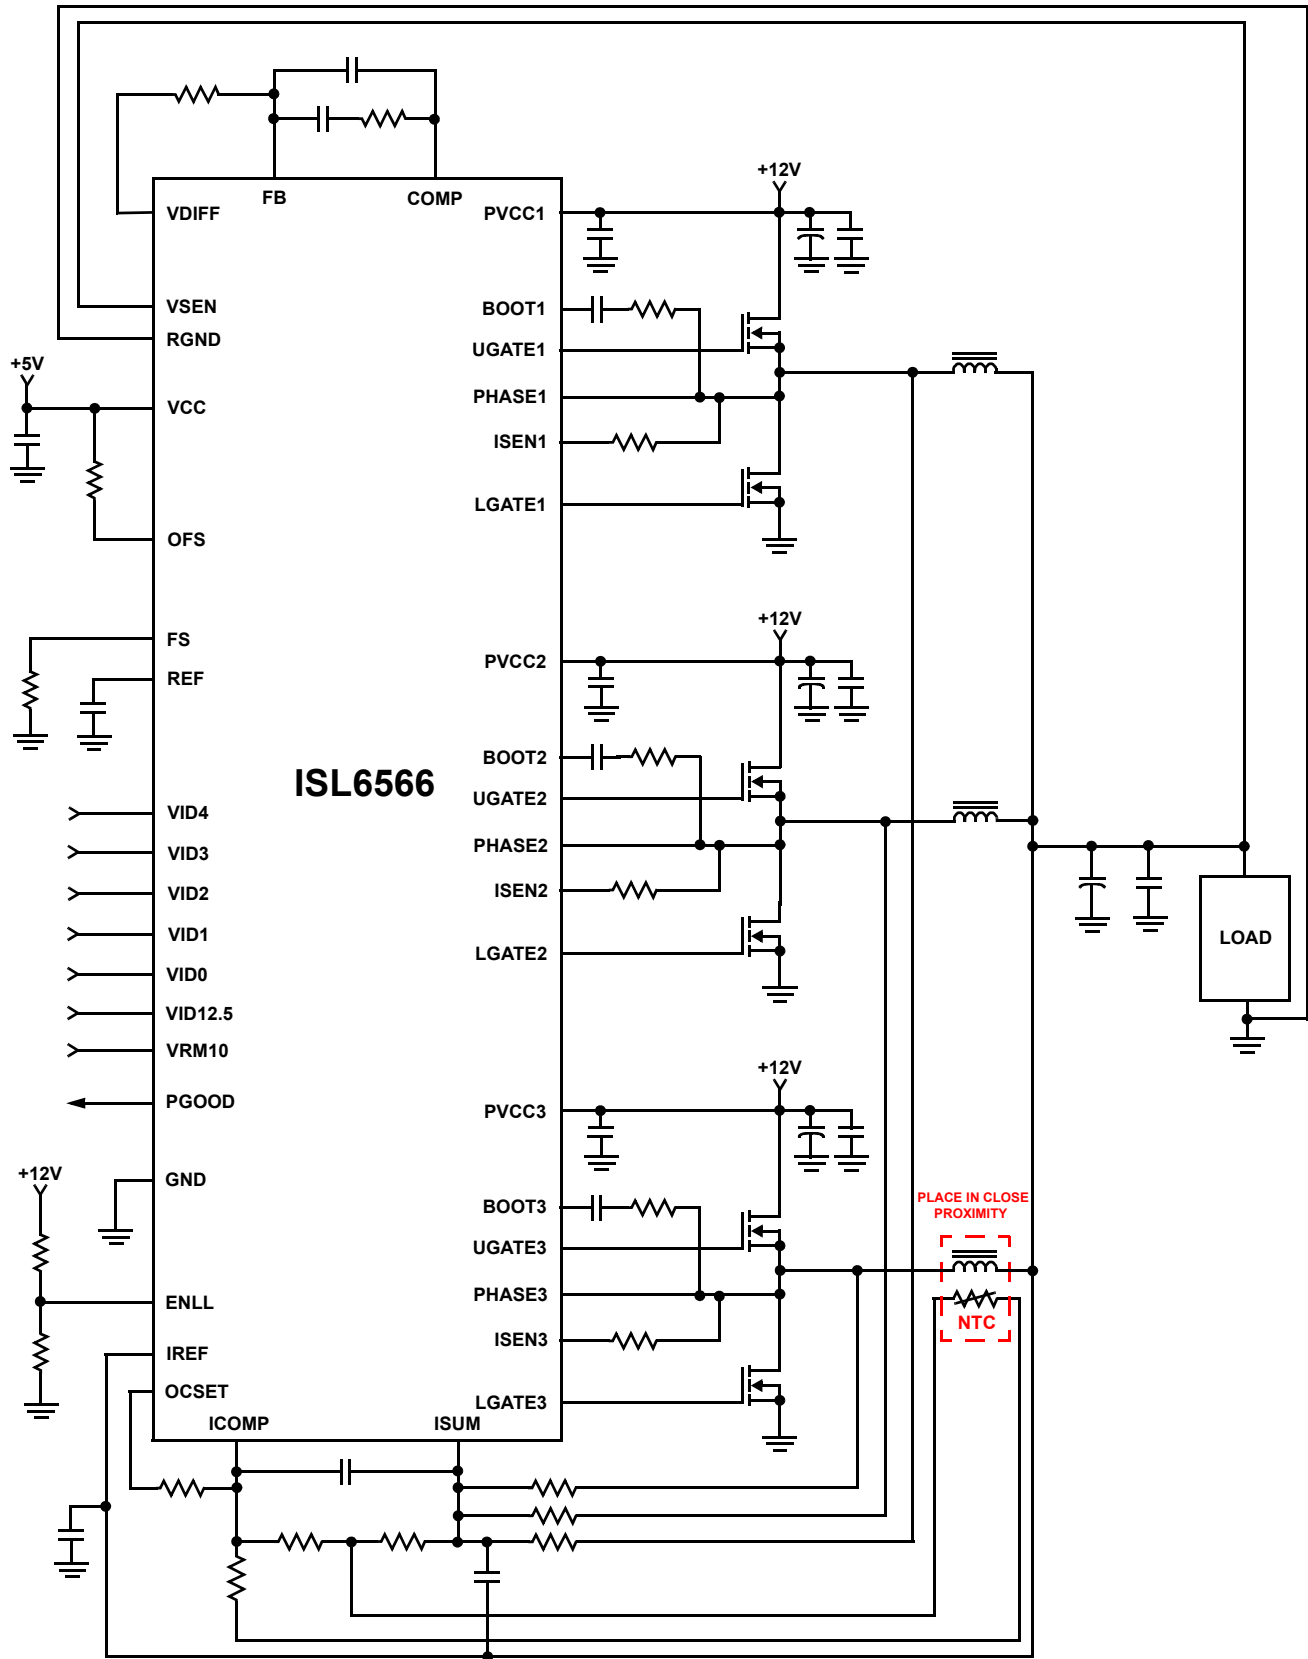 FB
COMP
+12V
VDIFF
PVCC1
VSEN
BOOT1
RGND
UGATE1
+5V
PHASE1
VCC
ISEN1
LGATE1
OFS
+12V
FS
PVCC2
REF
BOOT2
ISL6566
UGATE2
VID4
PHASE2
VID3
ISEN2
VID2
VID1
LGATE2
LOAD
VID0
VID12.5
VRM10
+12V
PGOOD
PVCC3
+12V
GND
PLACE IN CLOSE
PROXIMITY
BOOT3
UGATE3
PHASE3
ENLL
NTC
ISEN3
IREF
OCSET
LGATE3
ICOMP
ISUM